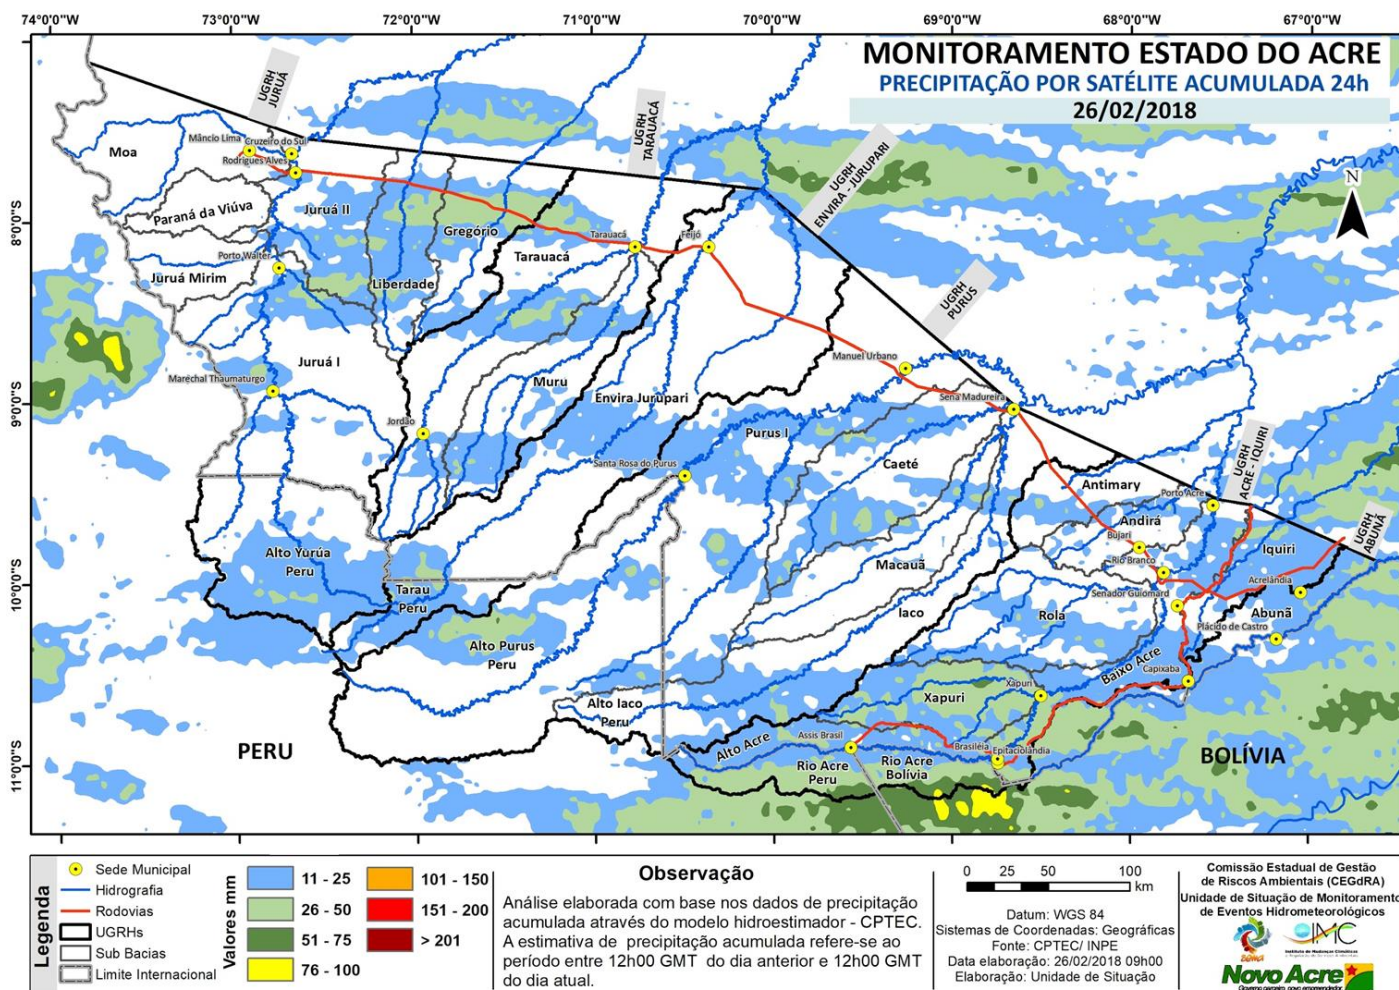 74°00'0"W 73°00'0"W 72°00'0"W 71°00'0"W 70°00'0"W 69°00'0"W 68°00'0"W 67°00'0"W
MONITORAMENTO ESTADO DO ACRE
PRECIPITAÇÃO POR SATÉLITE ACUMULADA 24h
26/02/2018
UGRH
JURUÁ
UGRH
TARAUACÁ
UGRH
ENVIRA - JURUPARI
UGRH
PURUS
UGRH
ACRE - IQUIRI
UGRH
ABUNÃ
N
8°0'0"S
9°0'0"S
10°0'0"S
11°0'0"S
Mâncio Lima
Cruzeiro do Sul
Rodrigues Alves
Moa
Paraná da Viúva
Juruá II
Gregório
Tarauacá
Tarauacá
Feijó
Porto Walter
Juruá Mirim
Liberdade
Juruá I
Manuel Urbano
Maréchal Thaumaturgo
Muru
Envira Jurupari
Sena Madureira
Jordão
Purus I
Santa Rosa do Purus
Caeté
Antimary
Porto Acre
Andirá
Bujari
Rio Branco
Iquiri
Alto Yurúa
Peru
Tarau
Peru
Macauã
Senador Guiomard
Acrelândia
Iaco
Rola
Abunã
Plácido de Castro
Alto Purus
Peru
Baixo Acre
Capixaba
Alto Iaco
Peru
Xapuri
Xapuri
PERU
Alto Acre
Assis Brasil
Brasiléia
Epitaciolândia
BOLÍVIA
Rio Acre
Peru
Rio Acre
Bolívia
Legenda
Sede Municipal
Hidrografia
Rodovias
UGRHs
Sub Bacias
Limite Internacional
Valores mm
11 - 25
26 - 50
51 - 75
76 - 100
101 - 150
151 - 200
> 201
Observação
Análise elaborada com base nos dados de precipitação
acumulada através do modelo hidroestimador - CPTEC.
A estimativa de precipitação acumulada refere-se ao
período entre 12h00 GMT do dia anterior e 12h00 GMT
do dia atual.
0 25 50 100
km
Datum: WGS 84
Sistemas de Coordenadas: Geográficas
Fonte: CPTEC/ INPE
Data elaboração: 26/02/2018 09h00
Elaboração: Unidade de Situação
Comissão Estadual de Gestão
de Riscos Ambientais (CEGdRA)
Unidade de Situação de Monitoramento
de Eventos Hidrometeorológicos
IMC
Novo Acre